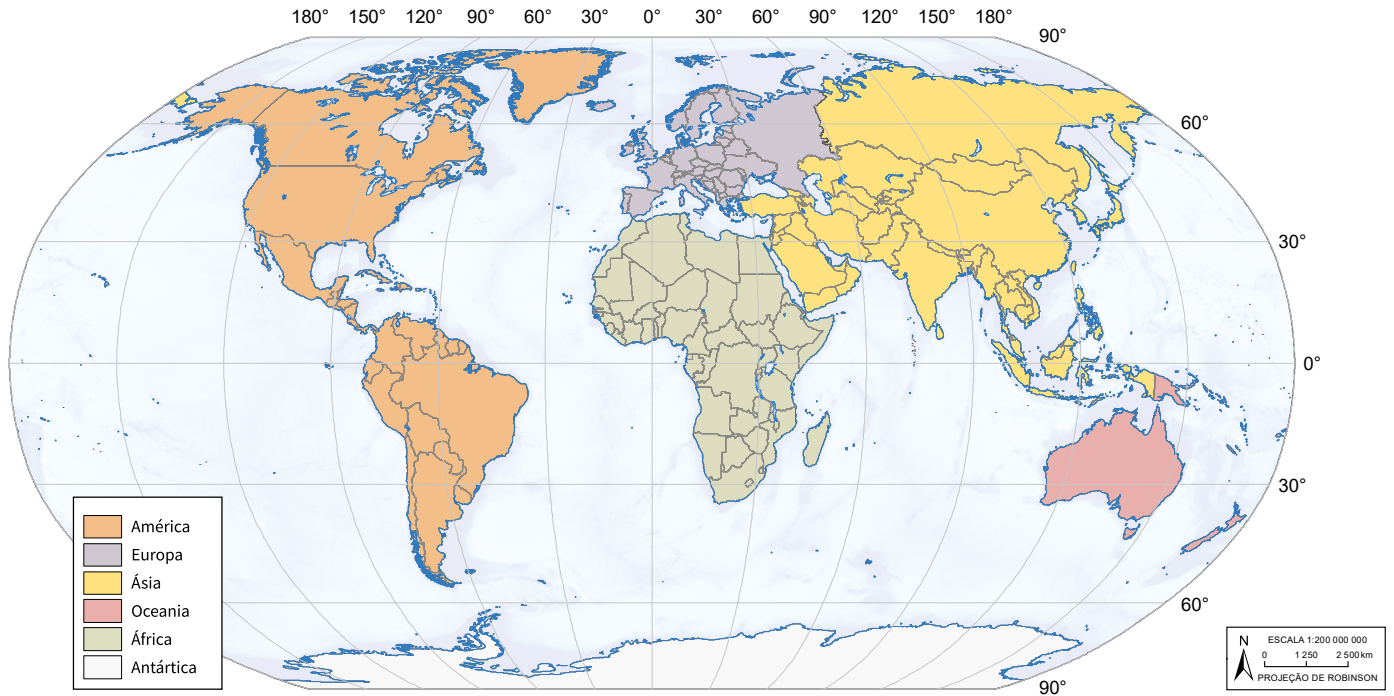 180° 150° 120° 90° 60° 30° 0° 30° 60° 90° 120° 150° 180°
90°
60°
30°
0°
30°
60°
90°
América
Europa
Ásia
Oceania
África
Antártica
N
ESCALA 1:200 000 000
0 1 250 2 500 km
PROJEÇÃO DE ROBINSON